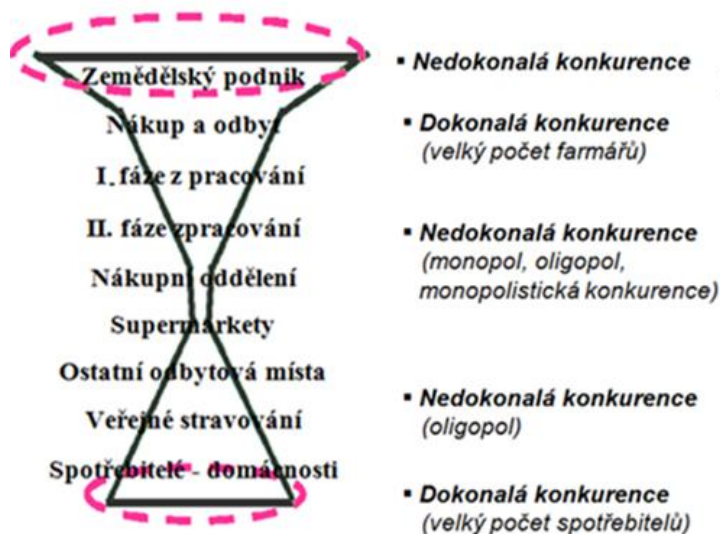 Zemědělský podnik
Nákup a odbyt
I. fáze z pracování
II. fáze zpracování
Nákupní oddělení
Supermarkety
Ostatní odbytová místa
Veřejné stravování
Spotřebitelé - domácnosti
▪ Nedokonalá konkurence
▪ Dokonalá konkurence
(velký počet farmářů)
▪ Nedokonalá konkurence
(monopol, oligopol,
monopolistická konkurence)
▪ Nedokonalá konkurence
(oligopol)
▪ Dokonalá konkurence
(velký počet spotřebitelů)